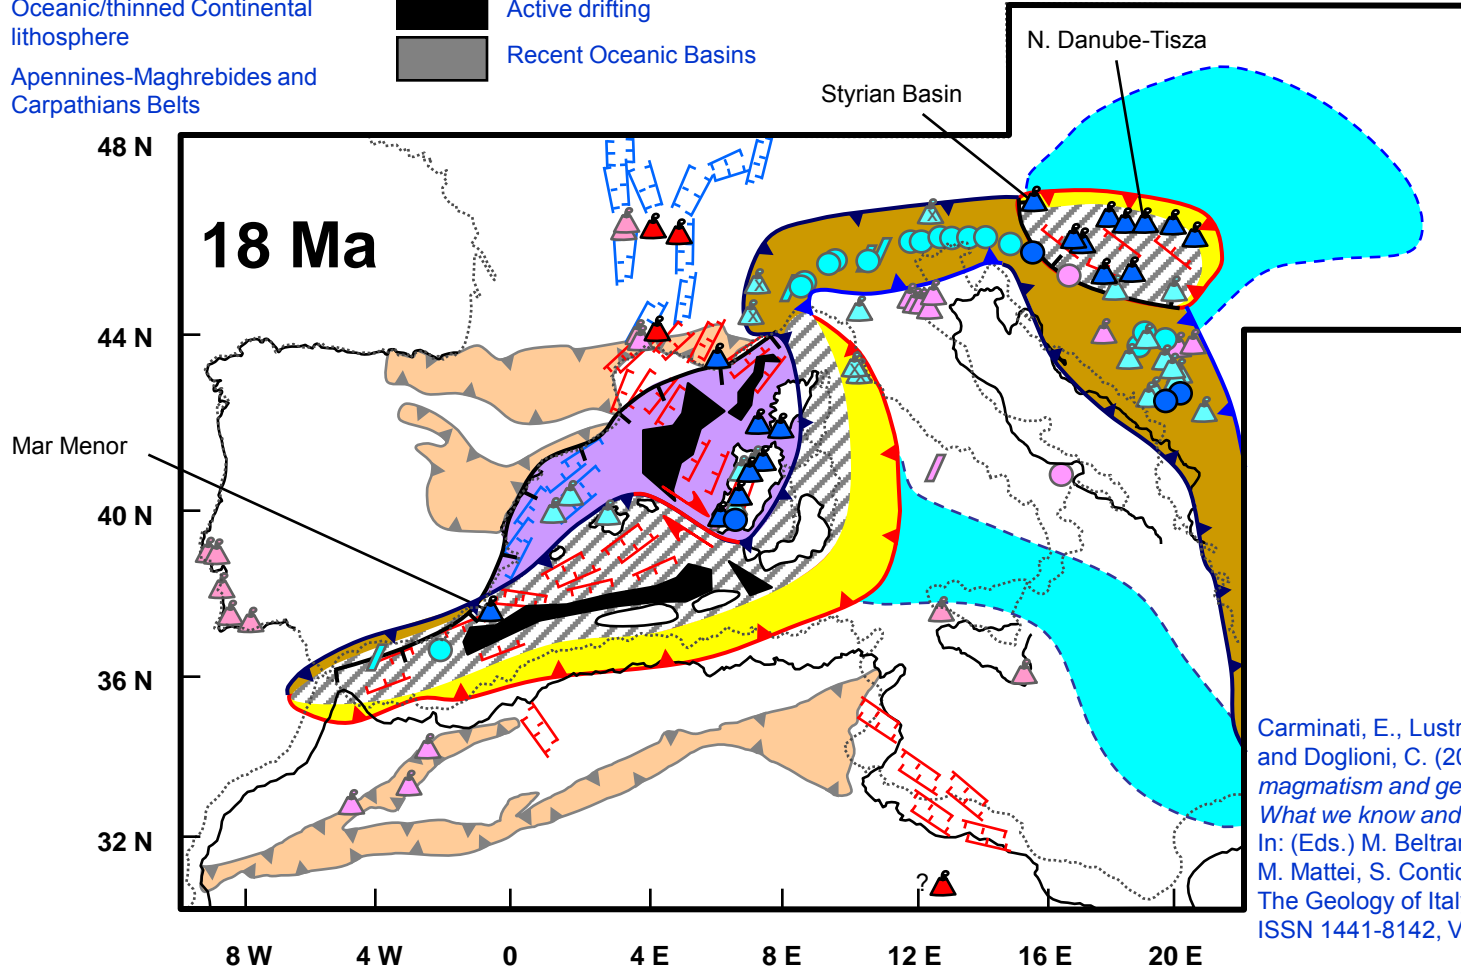 Oceanic/thinned Continental
lithosphere
Apennines-Maghrebides and
Carpathians Belts
Active drifting
Recent Oceanic Basins
N. Danube-Tisza
Styrian Basin
48 N
18 Ma
44 N
Mar Menor
40 N
36 N
32 N
?
8 W 4 W 0 4 E 8 E 12 E 16 E 20 E
Carminati, E., Lustr
and Doglioni, C. (20
magmatism and ge
What we know and
In: (Eds.) M. Beltra
M. Mattei, S. Contic
The Geology of Ital
ISSN 1441-8142, V